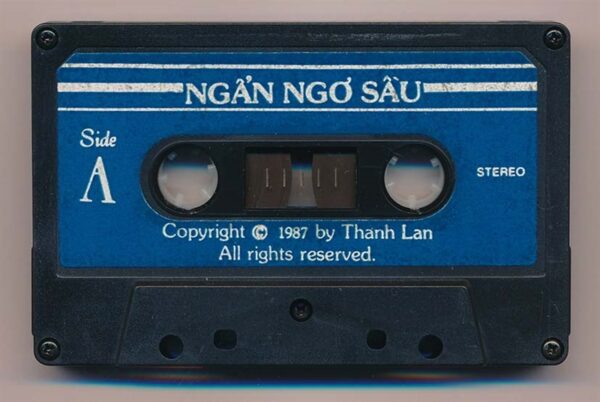 NGẨN NGƠ SẦU
Side
A
STEREO
Copyright © 1987 by Thanh Lan
All rights reserved.